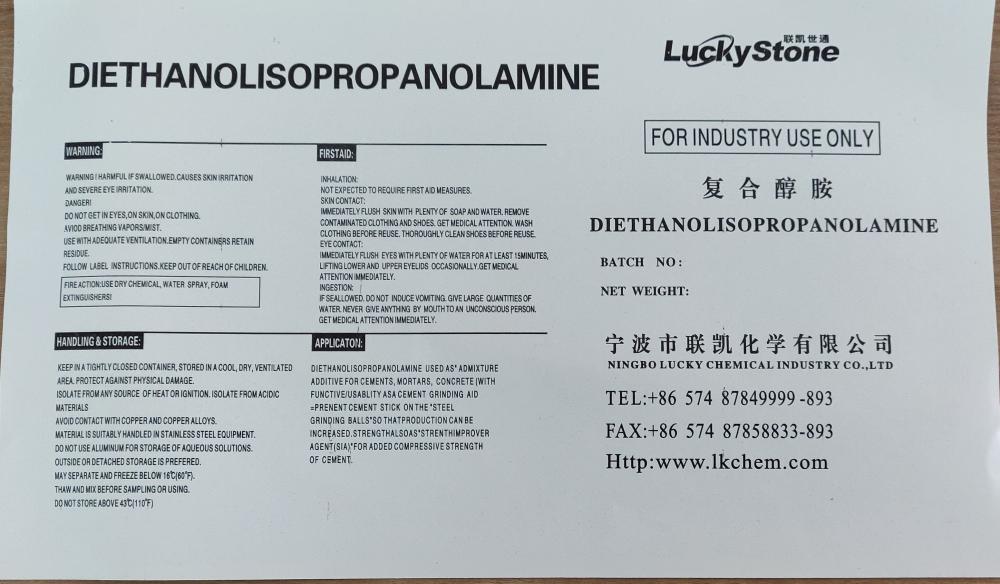 DIETHANOLISOPROPANOLAMINE
WARNING:
WARNING ! HARMFUL IF SWALLOWED.CAUSES SKIN IRRITATION
AND SEVERE EYE IRRITATION.
DANGER!
DO NOT GET IN EYES,ON SKIN,ON CLOTHING.
AVIOD BREATHING VAPORS/MIST.
USE WITH ADEQUATE VENTILATION.EMPTY CONTAINERS RETAIN
RESIDUE.
FOLLOW LABEL INSTRUCTIONS.KEEP OUT OF REACH OF CHILDREN.
FIRE ACTION:USE DRY CHEMICAL, WATER SPRAY, FOAM
EXTINGUISHERS!
FIRSTAID:
INHALATION:
NOT EXPECTED TO REQUIRE FIRST AID MEASURES.
SKIN CONTACT:
IMMEDIATELY FLUSH SKIN WITH PLENTY OF SOAP AND WATER. REMOVE
CONTAMINATED CLOTHING AND SHOES. GET MEDICAL ATTENTION. WASH
CLOTHING BEFORE REUSE. THOROUGHLY CLEAN SHOES BEFORE REUSE.
EYE CONTACT:
IMMEDIATELY FLUSH EYES WITH PLENTY OF WATER FOR AT LEAST 15MINUTES,
LIFTING LOWER AND UPPER EYELIDS OCCASIONALLY.GET MEDICAL
ATTENTION IMMEDIATELY.
INGESTION:
IF SEALLOWED. DO NOT INDUCE VOMITING. GIVE LARGE QUANTITIES OF
WATER. NEVER GIVE ANYTHING BY MOUTH TO AN UNCONSCIOUS PERSON.
GET MEDICAL ATTENTION IMMEDIATELY.
HANDLING & STORAGE:
KEEP IN A TIGHTLY CLOSED CONTAINER, STORED IN A COOL, DRY, VENTILATED
AREA. PROTECT AGAINST PHYSICAL DAMAGE.
ISOLATE FROM ANY SOURCE OF HEAT OR IGNITION. ISOLATE FROM ACIDIC
MATERIALS
AVOID CONTACT WITH COPPER AND COPPER ALLOYS.
MATERIAL IS SUITABLY HANDLED IN STAINLESS STEEL EQUIPMENT.
DO NOT USE ALUMINUM FOR STORAGE OF AQUEOUS SOLUTIONS.
OUTSIDE OR DETACHED STORAGE IS PREFERED.
MAY SEPARATE AND FREEZE BELOW 16℃(60°F).
THAW AND MIX BEFORE SAMPLING OR USING.
DO NOT STORE ABOVE 43℃(110°F)
APPLICATON:
DIETHANOLISOPROPANOLAMINE USED AS" ADMIXTURE
ADDITIVE FOR CEMENTS, MORTARS, CONCRETE (WITH
FUNCTIVE/USABLITY AS A CEMENT GRINDING AID
=PRENENT CEMENT STICK ON THE "STEEL
GRINDING BALLS"SO THATPRODUCTION CAN BE
INCREASED.STRENGTHALSOAS"STRENTHIMPROVER
AGENT(SIA)"FOR ADDED COMPRESSIVE STRENGTH
OF CEMENT.
联凯世通
LuckyStone
FOR INDUSTRY USE ONLY
复合醇胺
DIETHANOLISOPROPANOLAMINE
BATCH NO:
NET WEIGHT:
宁波市联凯化学有限公司
NINGBO LUCKY CHEMICAL INDUSTRY CO.,LTD
TEL:+86 574 87849999 -893
FAX:+86 574 87858833-893
Http:www.lkchem.com